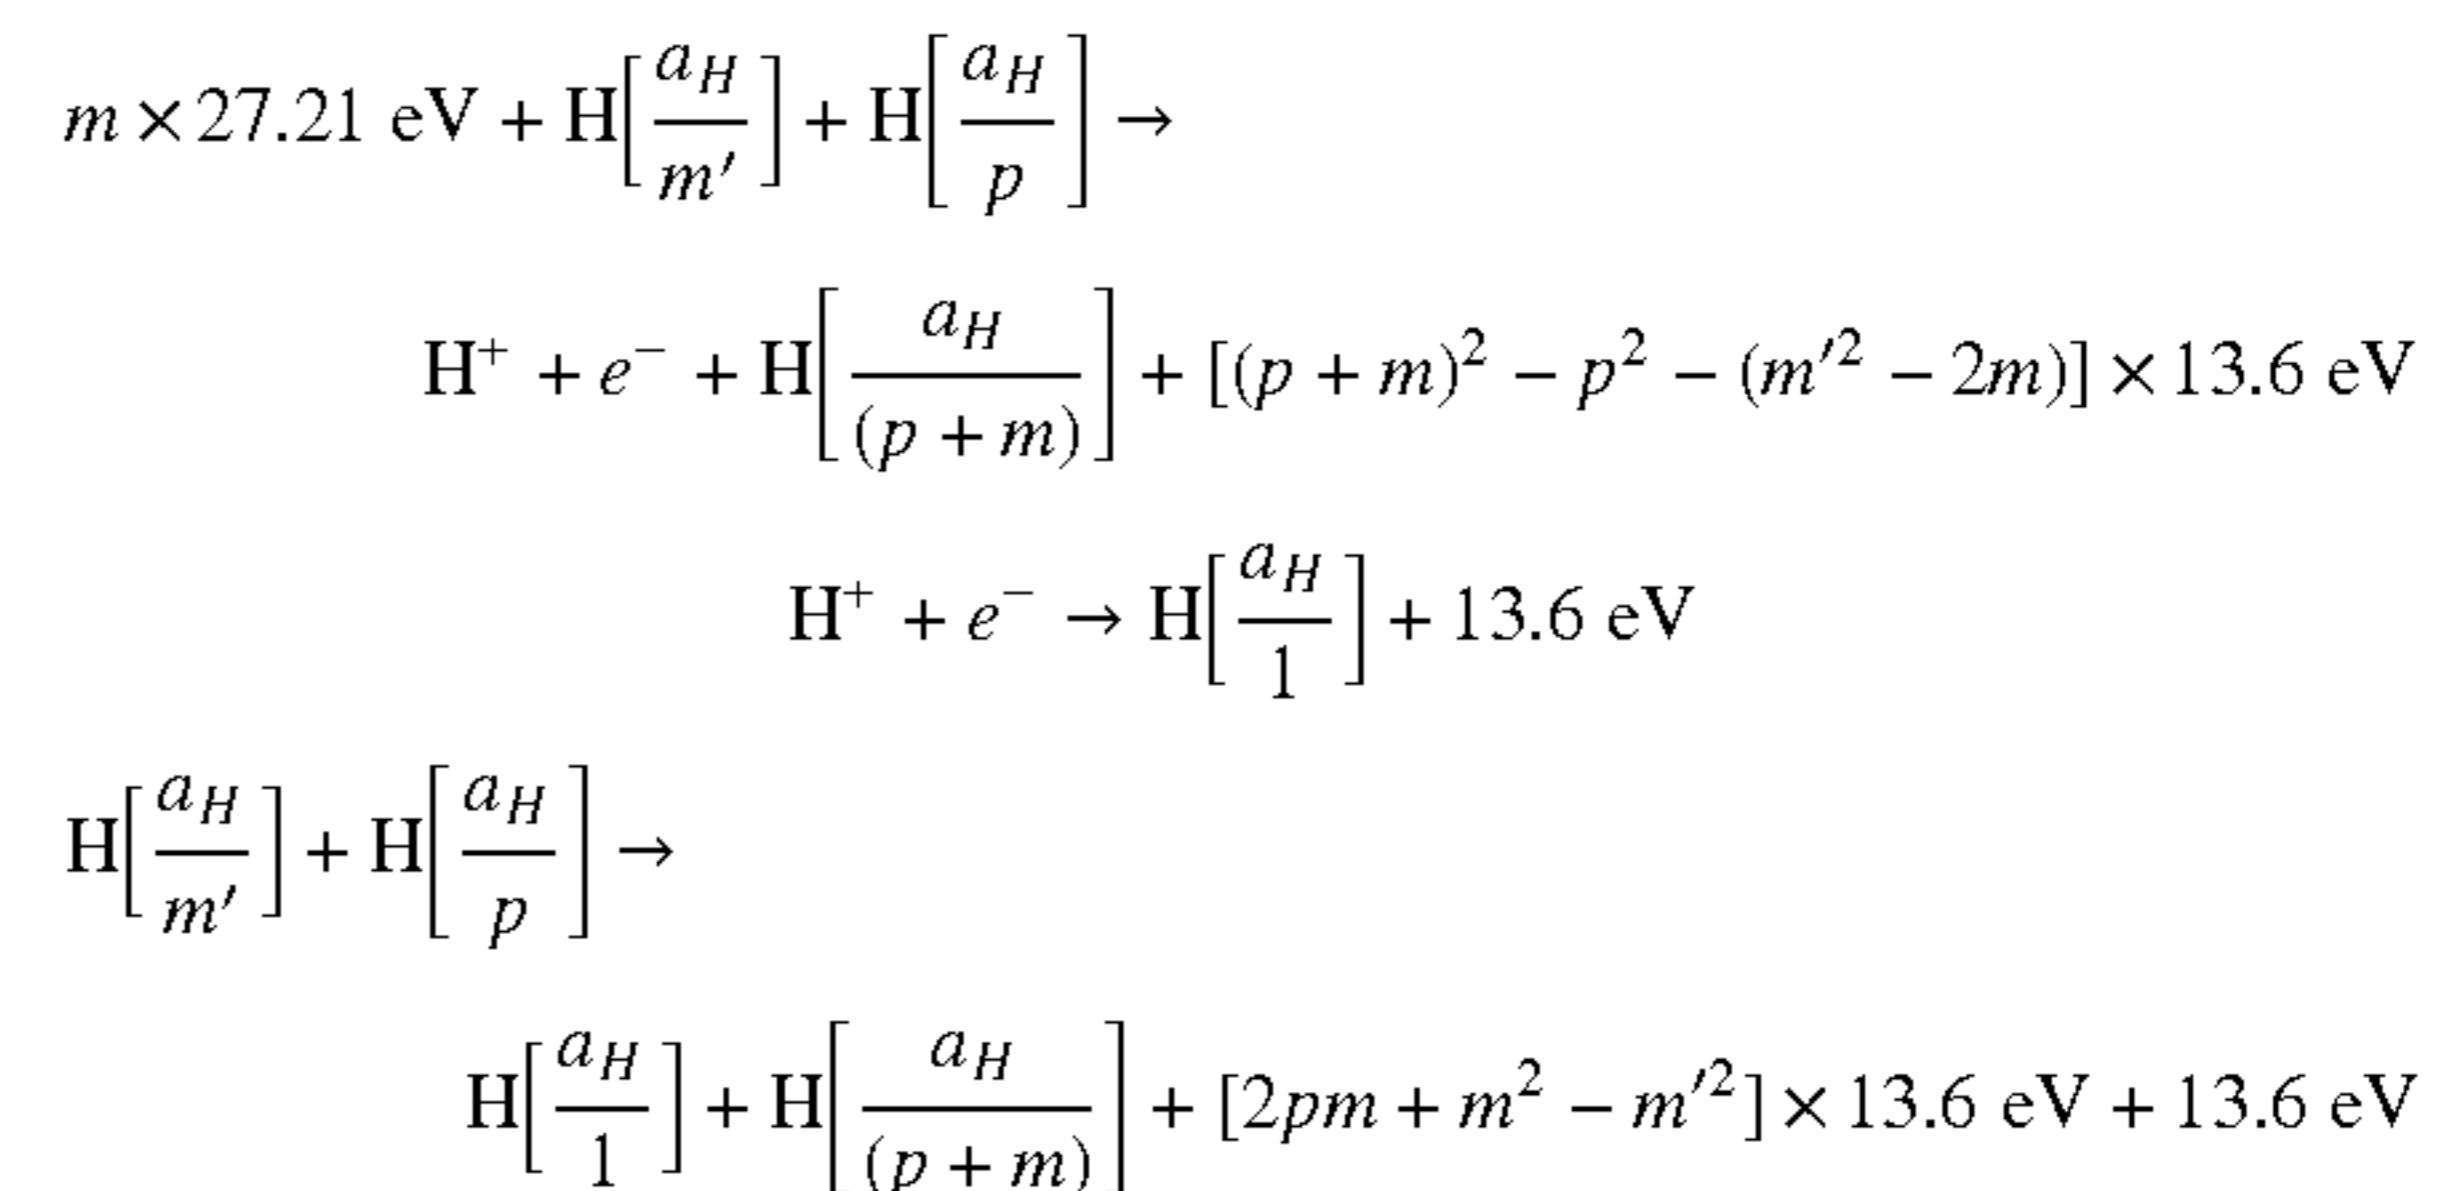 m × 27.21 eV + H[a_H/m′] + H[a_H/p] →
H⁺ + e⁻ + H[a_H/(p + m)] + [(p + m)² − p² − (m′² − 2m)] × 13.6 eV
H⁺ + e⁻ → H[a_H/1] + 13.6 eV
H[a_H/m′] + H[a_H/p] →
H[a_H/1] + H[a_H/(p + m)] + [2pm + m² − m′²] × 13.6 eV + 13.6 eV